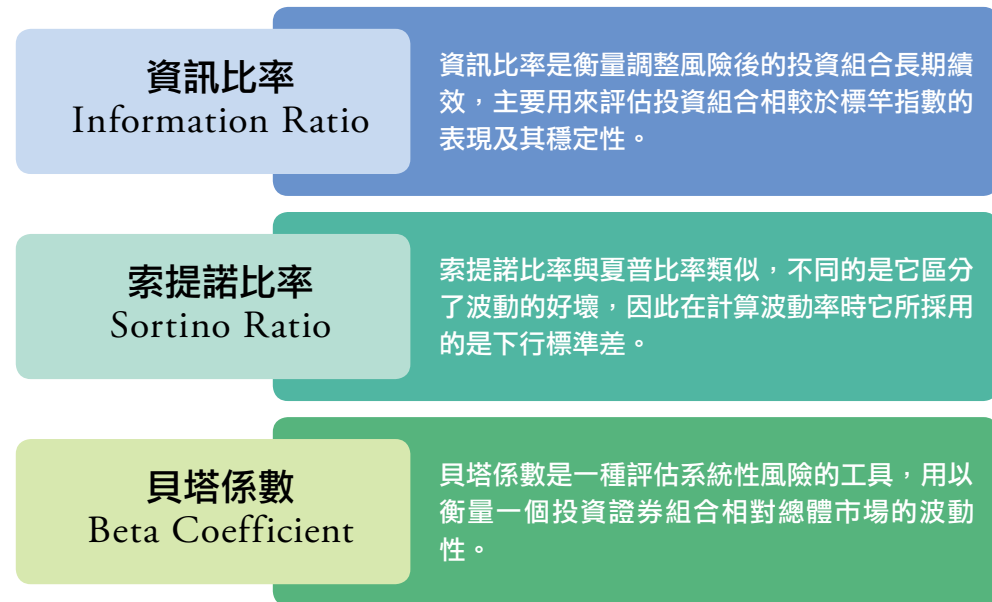 資訊比率
Information Ratio
資訊比率是衡量調整風險後的投資組合長期績
效，主要用來評估投資組合相較於標竿指數的
表現及其穩定性。
索提諾比率
Sortino Ratio
索提諾比率與夏普比率類似，不同的是它區分
了波動的好壞，因此在計算波動率時它所採用
的是下行標準差。
貝塔係數
Beta Coefficient
貝塔係數是一種評估系統性風險的工具，用以
衡量一個投資證券組合相對總體市場的波動
性。